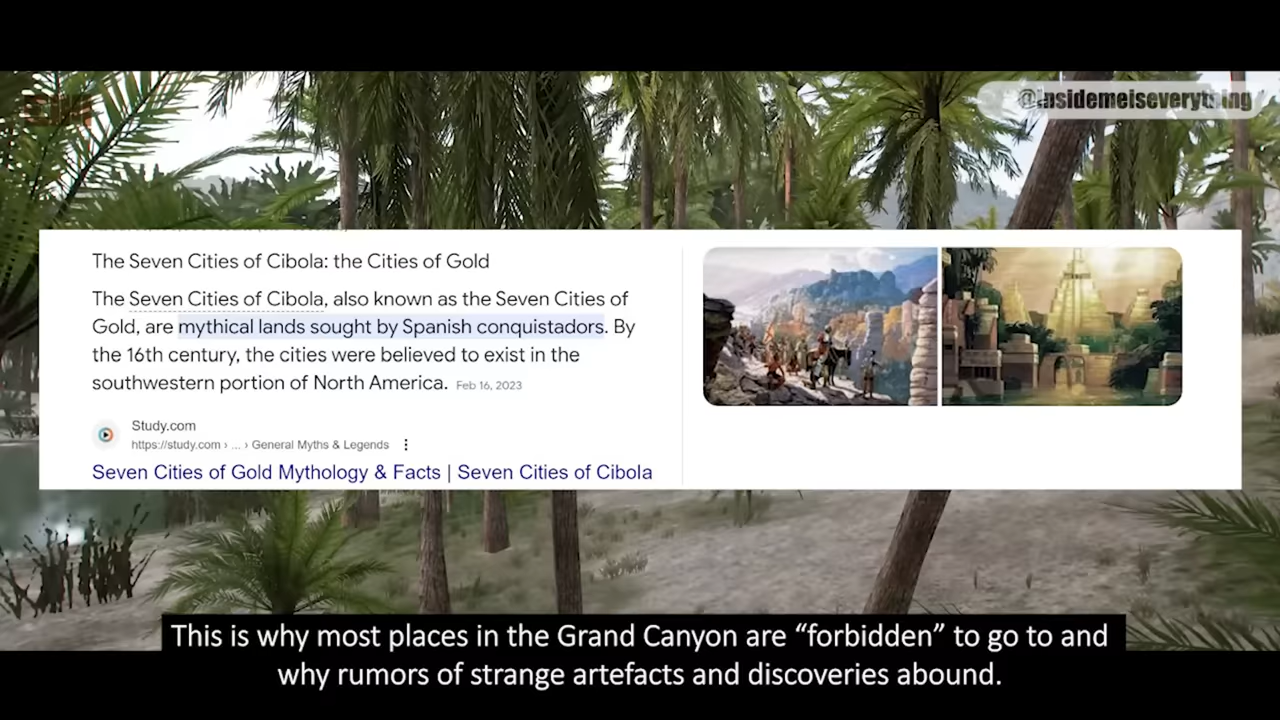 @insidemeiseverything
The Seven Cities of Cibola: the Cities of Gold
The Seven Cities of Cibola, also known as the Seven Cities of
Gold, are mythical lands sought by Spanish conquistadors. By
the 16th century, the cities were believed to exist in the
southwestern portion of North America. Feb 16, 2023
Study.com
https://study.com › ... › General Myths & Legends
Seven Cities of Gold Mythology & Facts | Seven Cities of Cibola
This is why most places in the Grand Canyon are “forbidden” to go to and
why rumors of strange artefacts and discoveries abound.